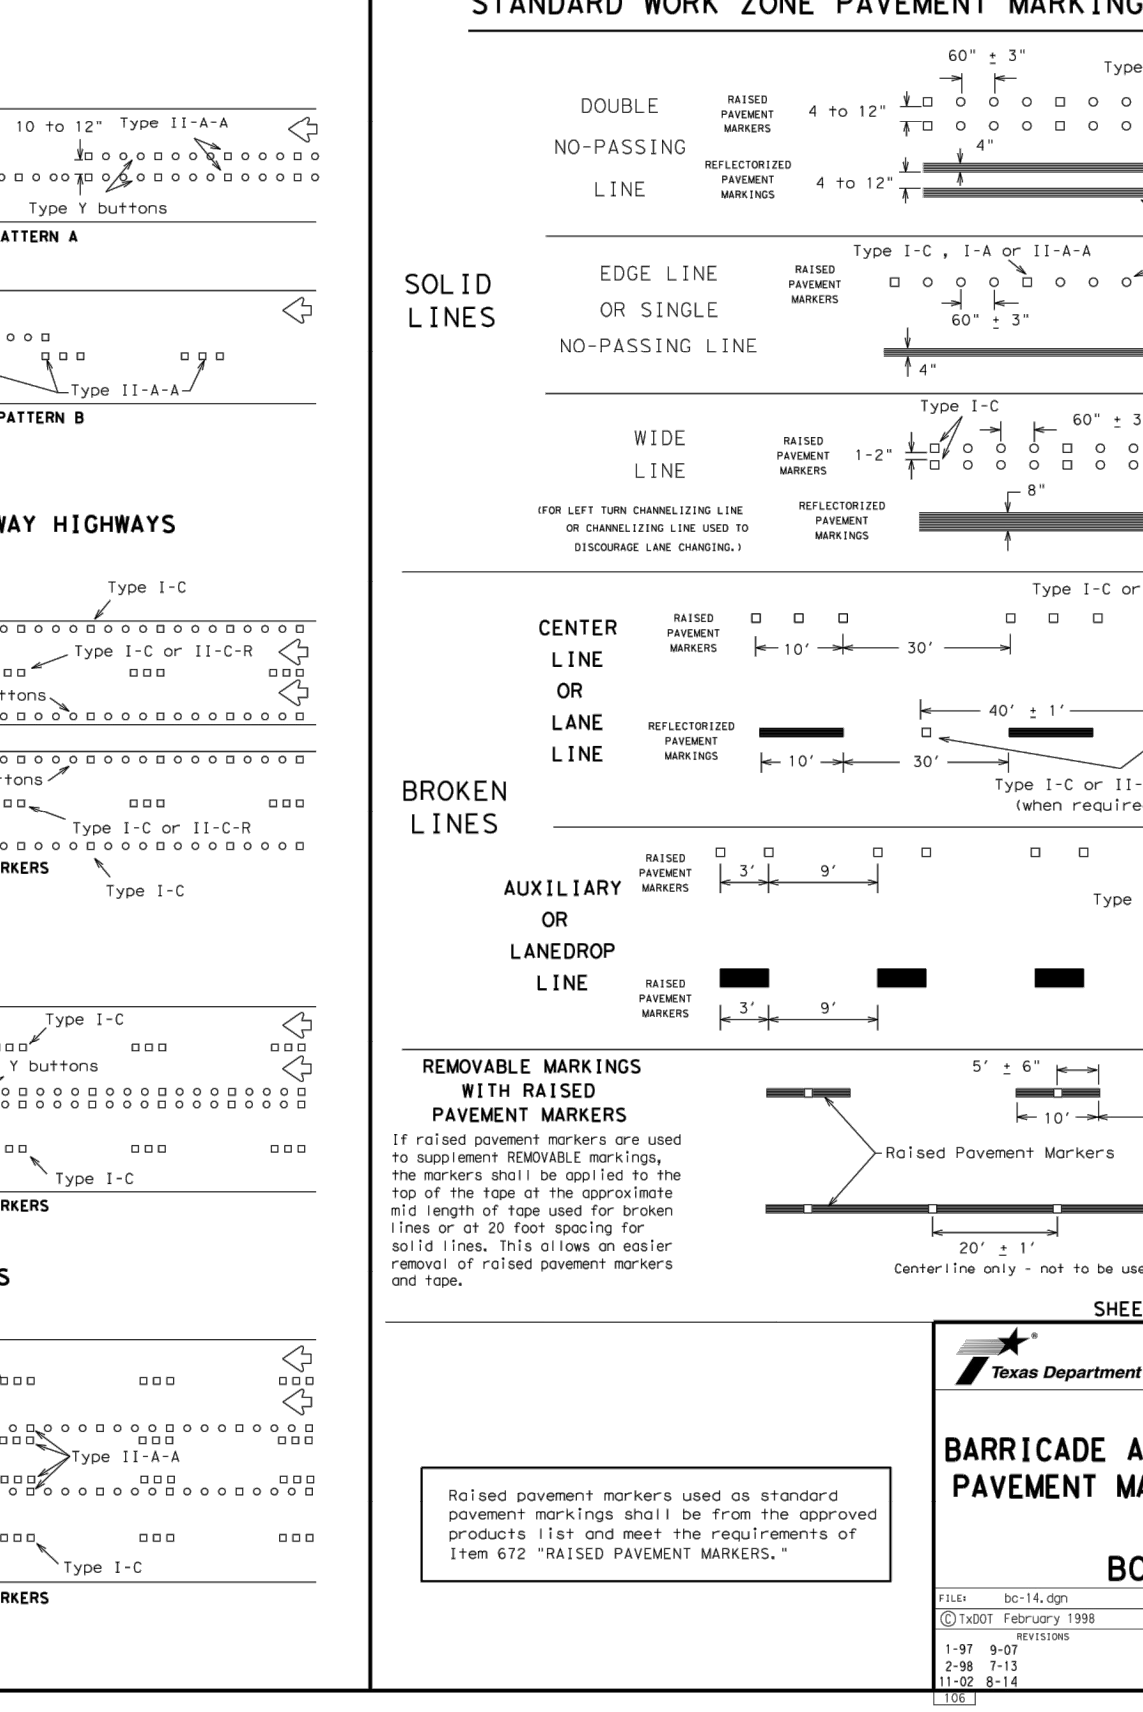 10 to 12"
Type II-A-A
Type Y buttons
ATTERN A
Type II-A-A
PATTERN B
WAY HIGHWAYS
Type I-C
Type I-C or II-C-R
ttons
tons
Type I-C or II-C-R
RKERS
Type I-C
Type I-C
Y buttons
Type I-C
RKERS
S
Type II-A-A
Type I-C
RKERS
STANDARD WORK ZONE PAVEMENT MARKING
DOUBLE
NO-PASSING
LINE
RAISED
PAVEMENT
MARKERS
4 to 12"
60" ± 3"
Type
REFLECTORIZED
PAVEMENT
MARKINGS
4 to 12"
4"
SOLID
LINES
EDGE LINE
OR SINGLE
NO-PASSING LINE
RAISED
PAVEMENT
MARKERS
Type I-C , I-A or II-A-A
60" ± 3"
4"
WIDE
LINE
(FOR LEFT TURN CHANNELIZING LINE
OR CHANNELIZING LINE USED TO
DISCOURAGE LANE CHANGING.)
RAISED
PAVEMENT
MARKERS
1-2"
Type I-C
60" ± 3
REFLECTORIZED
PAVEMENT
MARKINGS
8"
BROKEN
LINES
CENTER
LINE
OR
LANE
LINE
RAISED
PAVEMENT
MARKERS
Type I-C or
10'
30'
REFLECTORIZED
PAVEMENT
MARKINGS
40' ± 1'
10'
30'
Type I-C or II-
(when require
AUXILIARY
OR
LANEDROP
LINE
RAISED
PAVEMENT
MARKERS
3'
9'
Type
RAISED
PAVEMENT
MARKERS
3'
9'
REMOVABLE MARKINGS
WITH RAISED
PAVEMENT MARKERS
If raised pavement markers are used
to supplement REMOVABLE markings,
the markers shall be applied to the
top of the tape at the approximate
mid length of tape used for broken
lines or at 20 foot spacing for
solid lines. This allows an easier
removal of raised pavement markers
and tape.
5' ± 6"
10'
Raised Pavement Markers
20' ± 1'
Centerline only - not to be use
SHEE
Raised pavement markers used as standard
pavement markings shall be from the approved
products list and meet the requirements of
Item 672 "RAISED PAVEMENT MARKERS."
®
Texas Department
BARRICADE A
PAVEMENT MA
BC
FILE: bc-14.dgn
© TxDOT February 1998
REVISIONS
1-97 9-07
2-98 7-13
11-02 8-14
106